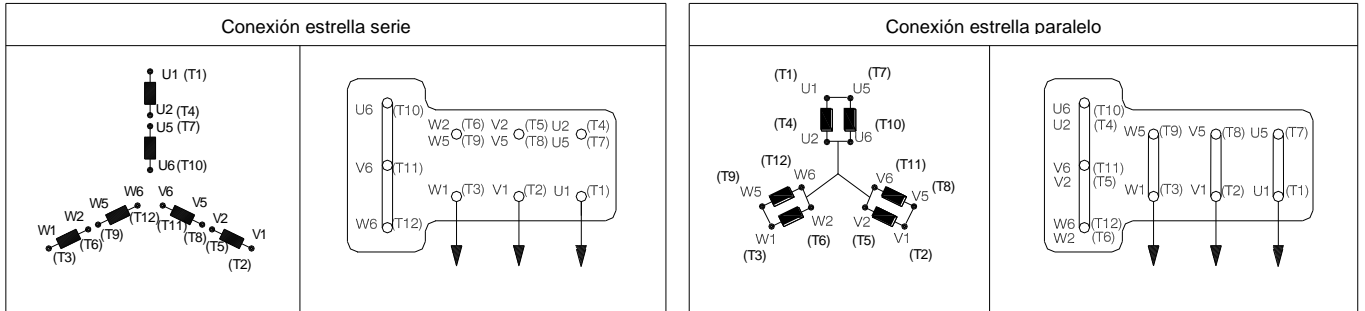 Conexión estrella serie
U1 (T1)
U2 (T4)
U5 (T7)
U6 (T10)
W6 V6
W5 V5
W2 (T12) (T11) V2
W1 (T9) (T8) V1
(T6) (T5)
(T3) (T2)
U6 (T10)
W2 (T6) V2 (T5) U2 (T4)
W5 (T9) V5 (T8) U5 (T7)
V6 (T11)
W1 (T3) V1 (T2) U1 (T1)
W6 (T12)
Conexión estrella paralelo
(T1) (T7)
U1 U5
(T4) (T10)
U2 U6
(T12) (T11)
(T9) W6 V6 (T8)
W5 V5
W2 V2
W1 (T6) (T5) V1
(T3) (T2)
U6 (T10)
U2 (T4)
W5 (T9) V5 (T8) U5 (T7)
V6 (T11)
V2 (T5)
W1 (T3) V1 (T2) U1 (T1)
W6 (T12)
W2 (T6)